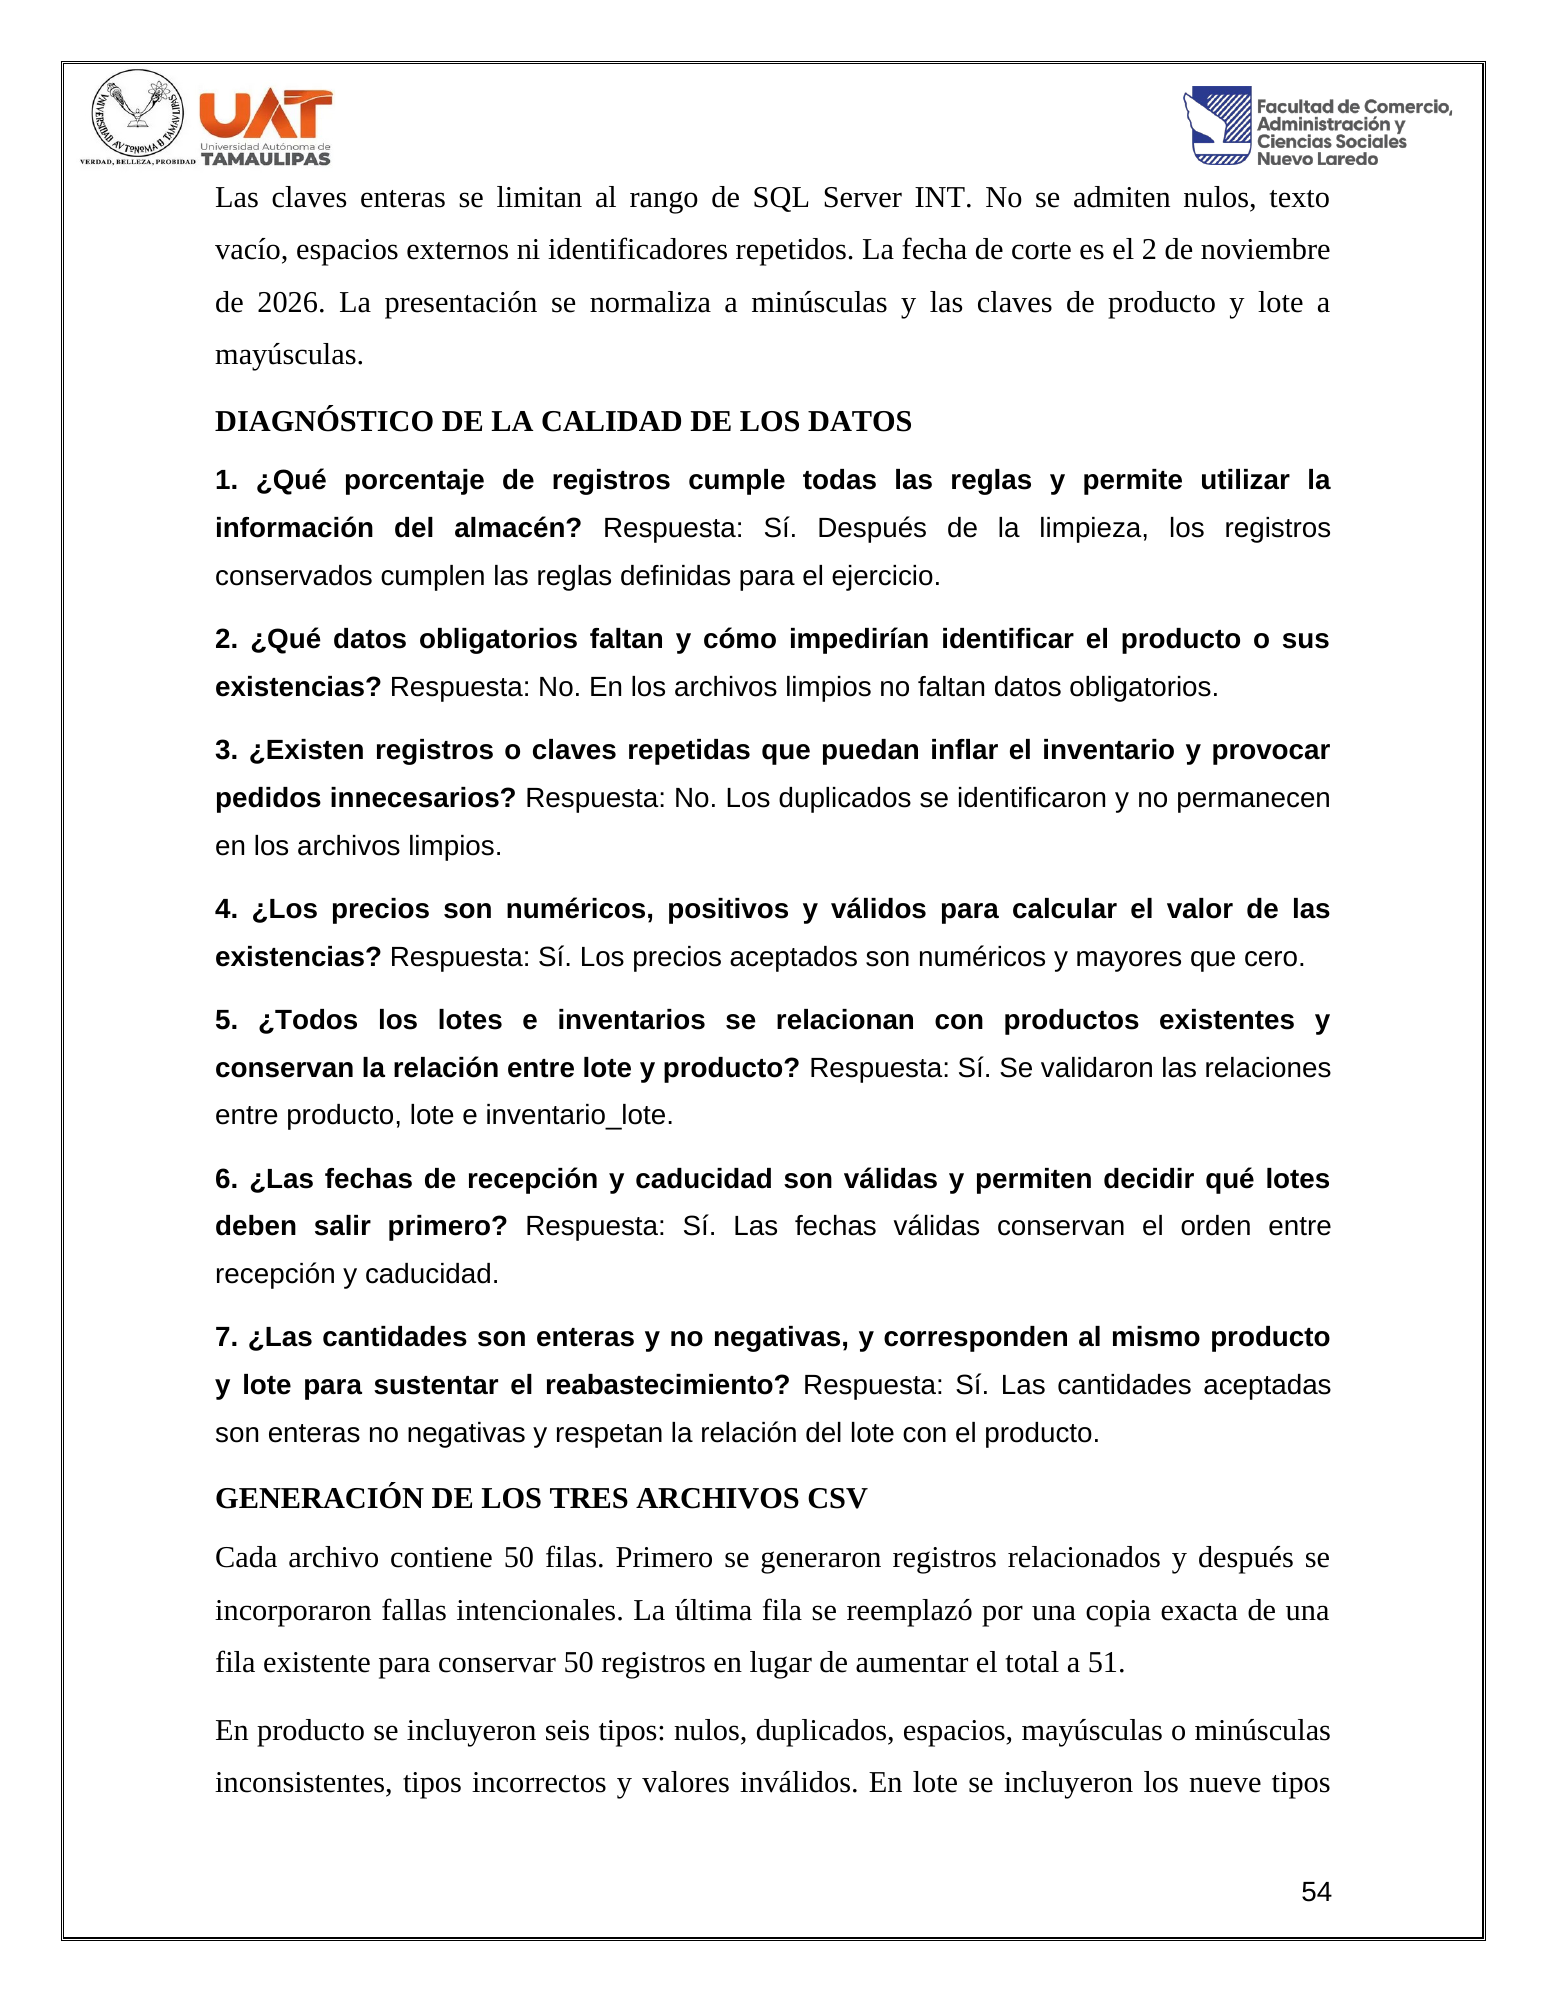 VNIVERSIDAD AVTONOMA D TAMAVLIPAS
VERDAD, BELLEZA, PROBIDAD
UAT
Universidad Autónoma de
TAMAULIPAS
Facultad de Comercio,
Administración y
Ciencias Sociales
Nuevo Laredo
Las claves enteras se limitan al rango de SQL Server INT. No se admiten nulos, texto
vacío, espacios externos ni identificadores repetidos. La fecha de corte es el 2 de noviembre
de 2026. La presentación se normaliza a minúsculas y las claves de producto y lote a
mayúsculas.
DIAGNÓSTICO DE LA CALIDAD DE LOS DATOS
1. ¿Qué porcentaje de registros cumple todas las reglas y permite utilizar la
información del almacén? Respuesta: Sí. Después de la limpieza, los registros
conservados cumplen las reglas definidas para el ejercicio.
2. ¿Qué datos obligatorios faltan y cómo impedirían identificar el producto o sus
existencias? Respuesta: No. En los archivos limpios no faltan datos obligatorios.
3. ¿Existen registros o claves repetidas que puedan inflar el inventario y provocar
pedidos innecesarios? Respuesta: No. Los duplicados se identificaron y no permanecen
en los archivos limpios.
4. ¿Los precios son numéricos, positivos y válidos para calcular el valor de las
existencias? Respuesta: Sí. Los precios aceptados son numéricos y mayores que cero.
5. ¿Todos los lotes e inventarios se relacionan con productos existentes y
conservan la relación entre lote y producto? Respuesta: Sí. Se validaron las relaciones
entre producto, lote e inventario_lote.
6. ¿Las fechas de recepción y caducidad son válidas y permiten decidir qué lotes
deben salir primero? Respuesta: Sí. Las fechas válidas conservan el orden entre
recepción y caducidad.
7. ¿Las cantidades son enteras y no negativas, y corresponden al mismo producto
y lote para sustentar el reabastecimiento? Respuesta: Sí. Las cantidades aceptadas
son enteras no negativas y respetan la relación del lote con el producto.
GENERACIÓN DE LOS TRES ARCHIVOS CSV
Cada archivo contiene 50 filas. Primero se generaron registros relacionados y después se
incorporaron fallas intencionales. La última fila se reemplazó por una copia exacta de una
fila existente para conservar 50 registros en lugar de aumentar el total a 51.
En producto se incluyeron seis tipos: nulos, duplicados, espacios, mayúsculas o minúsculas
inconsistentes, tipos incorrectos y valores inválidos. En lote se incluyeron los nueve tipos
54